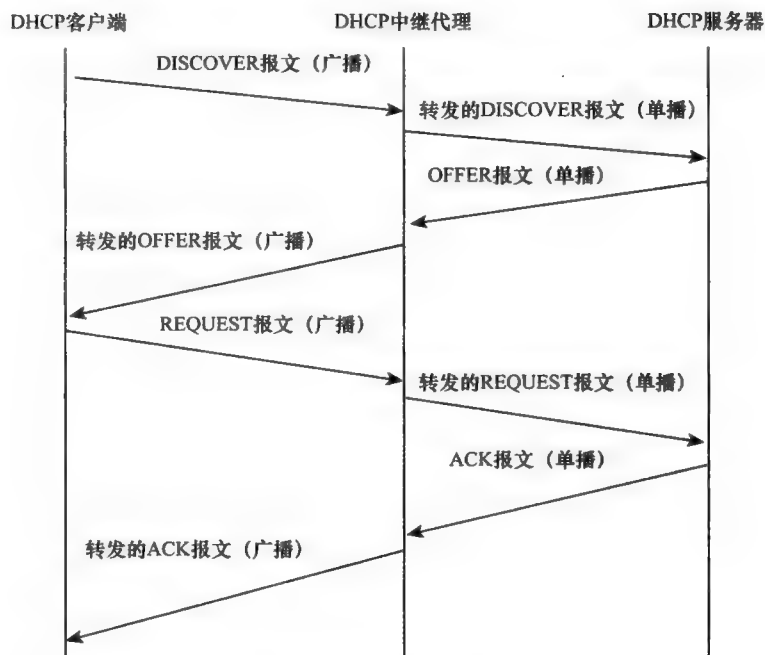 DHCP客户端
DHCP中继代理
DHCP服务器
DISCOVER报文（广播）
转发的DISCOVER报文（单播）
OFFER报文（单播）
转发的OFFER报文（广播）
REQUEST报文（广播）
转发的REQUEST报文（单播）
ACK报文（单播）
转发的ACK报文（广播）